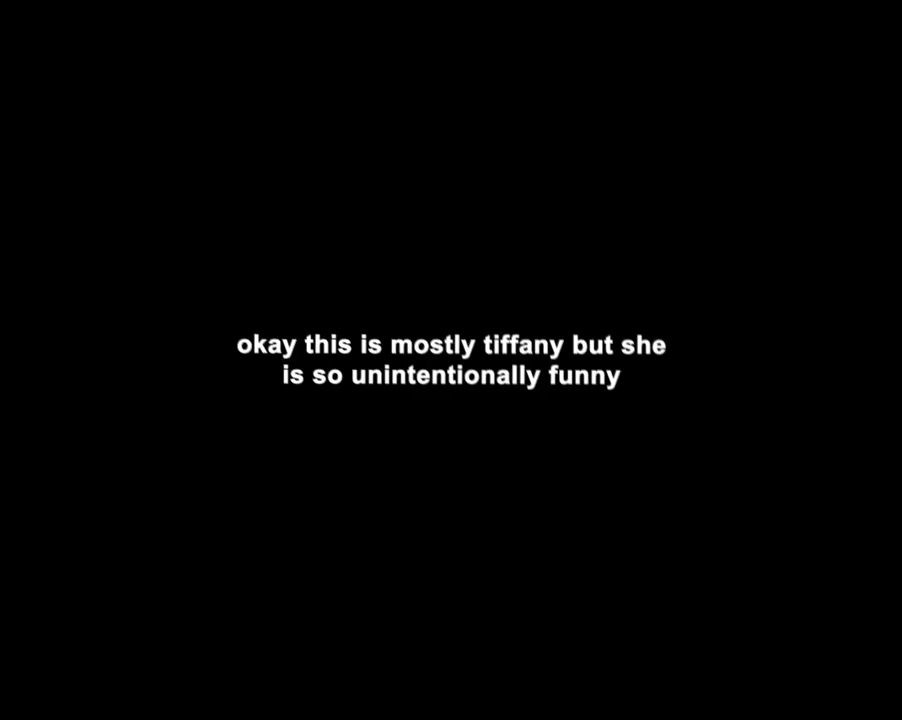 okay this is mostly tiffany but she
is so unintentionally funny